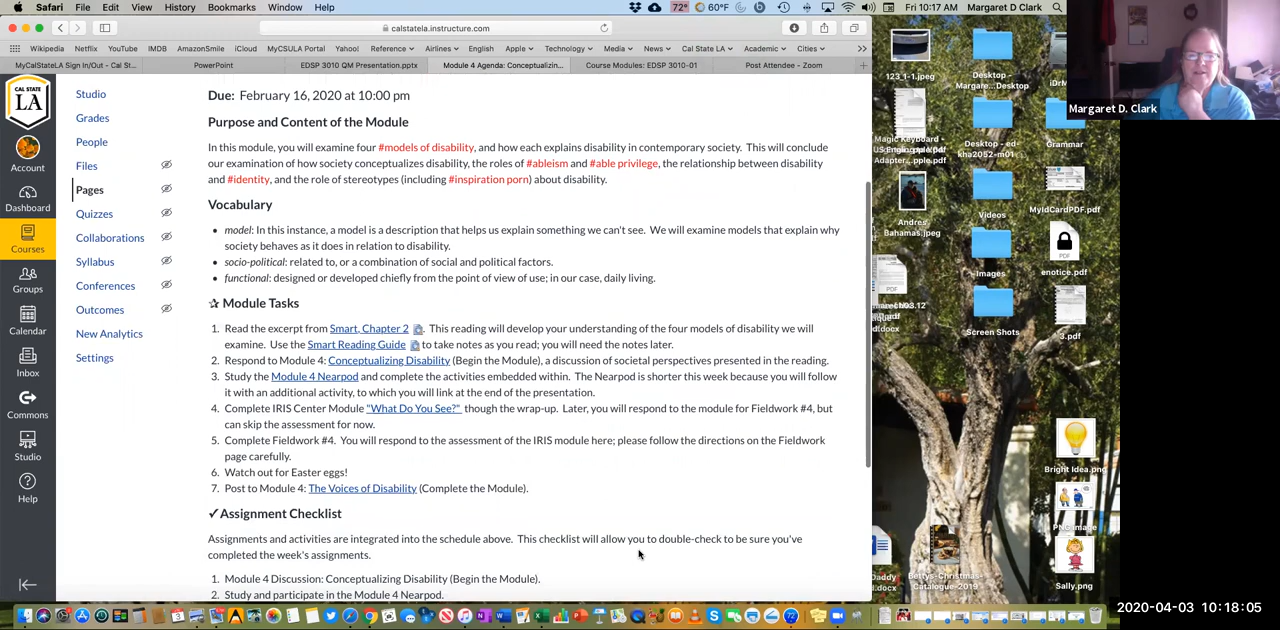 Safari File Edit View History Bookmarks Window Help 72° 60°F Fri 10:17 AM Margaret D Clark
calstatela.instructure.com
Wikipedia Netflix YouTube IMDB AmazonSmile iCloud MyCSULA Portal Yahoo! Reference Airlines English Apple Technology Media News Cal State LA Academic Cities
MyCalStateLA Sign In/Out - Cal St... PowerPoint EDSP 3010 QM Presentation.pptx Module 4 Agenda: Conceptualizin... Course Modules: EDSP 3010-01 Post Attendee - Zoom
CAL STATE
LA
Account
Dashboard
Courses
Groups
Calendar
Inbox
Commons
Studio
Help
Studio
Grades
People
Files
Pages
Quizzes
Collaborations
Syllabus
Conferences
Outcomes
New Analytics
Settings
Due: February 16, 2020 at 10:00 pm
Purpose and Content of the Module
In this module, you will examine four #models of disability, and how each explains disability in contemporary society. This will conclude
our examination of how society conceptualizes disability, the roles of #ableism and #able privilege, the relationship between disability
and #identity, and the role of stereotypes (including #inspiration porn) about disability.
Vocabulary
model: In this instance, a model is a description that helps us explain something we can't see. We will examine models that explain why
society behaves as it does in relation to disability.
socio-political: related to, or a combination of social and political factors.
functional: designed or developed chiefly from the point of view of use; in our case, daily living.
Module Tasks
1. Read the excerpt from Smart, Chapter 2 . This reading will develop your understanding of the four models of disability we will
examine. Use the Smart Reading Guide to take notes as you read; you will need the notes later.
2. Respond to Module 4: Conceptualizing Disability (Begin the Module), a discussion of societal perspectives presented in the reading.
3. Study the Module 4 Nearpod and complete the activities embedded within. The Nearpod is shorter this week because you will follow
it with an additional activity, to which you will link at the end of the presentation.
4. Complete IRIS Center Module "What Do You See?" though the wrap-up. Later, you will respond to the module for Fieldwork #4, but
can skip the assessment for now.
5. Complete Fieldwork #4. You will respond to the assessment of the IRIS module here; please follow the directions on the Fieldwork
page carefully.
6. Watch out for Easter eggs!
7. Post to Module 4: The Voices of Disability (Complete the Module).
✓ Assignment Checklist
Assignments and activities are integrated into the schedule above. This checklist will allow you to double-check to be sure you've
completed the week's assignments.
1. Module 4 Discussion: Conceptualizing Disability (Begin the Module).
2. Study and participate in the Module 4 Nearpod.
123_1-1.jpeg
Desktop -
Margare...Desktop
Desktop - ed-
kha2052-m01
Grammar
Andres
Bahamas.jpeg
Videos
MyIdCardPDF.pdf
Images
PDF
enotice.pdf
PDF
Screen Shots
3.pdf
Bright Idea.png
PNG image
Sally.png
Daddy
.docx
Bettys-Christmas-
Catalogue-2019
Margaret D. Clark
2020-04-03 10:18:05